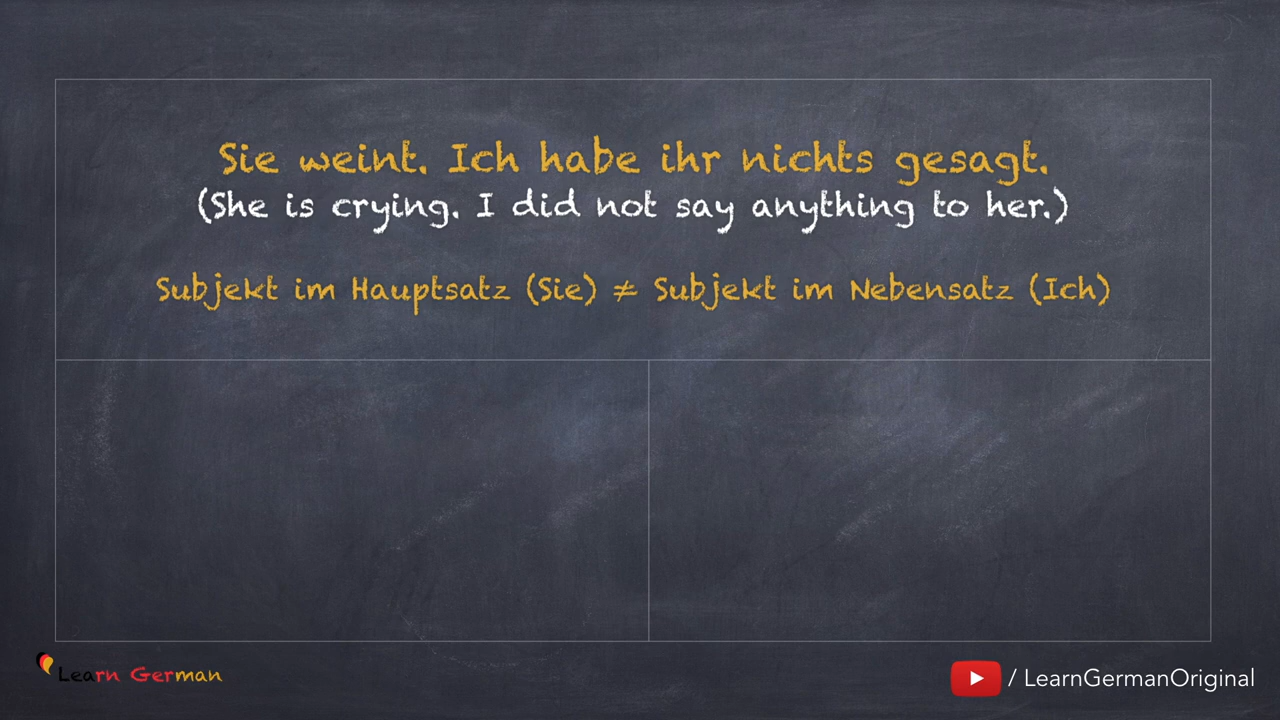 Sie weint. Ich habe ihr nichts gesagt.
(She is crying. I did not say anything to her.)
Subjekt im Hauptsatz (Sie) ≠ Subjekt im Nebensatz (Ich)
Learn German
/ LearnGermanOriginal